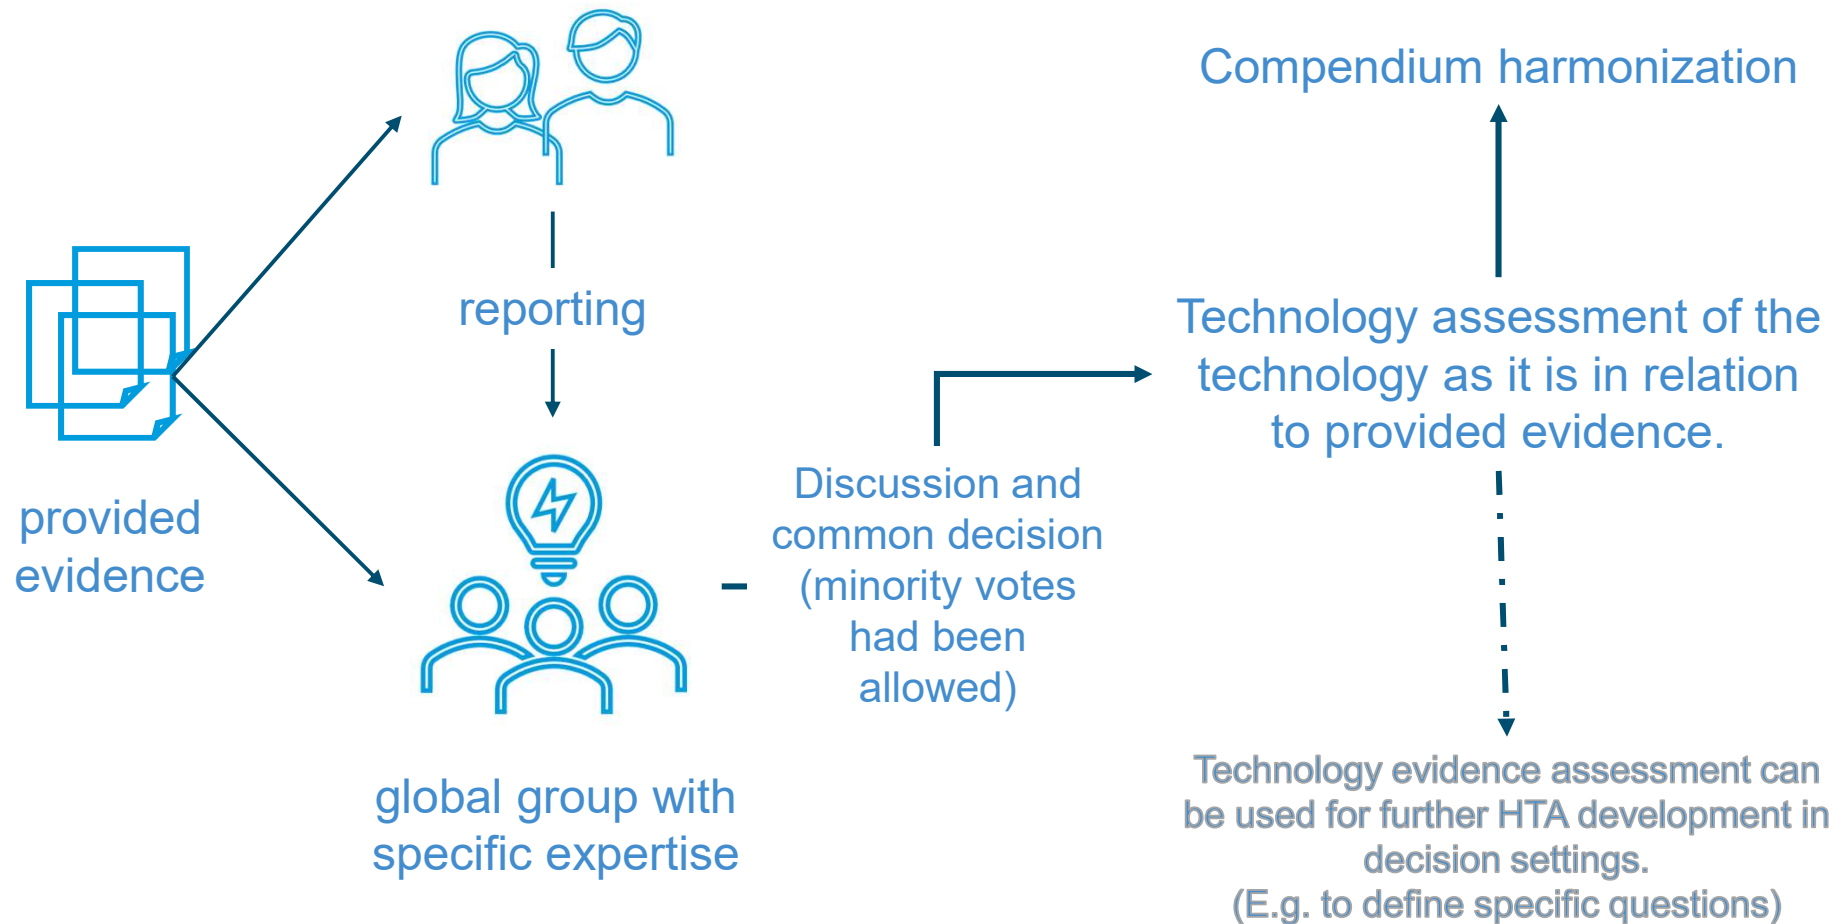 Compendium harmonization
reporting
Technology assessment of the
technology as it is in relation
to provided evidence.
provided
evidence
Discussion and
common decision
(minority votes
had been
allowed)
global group with
specific expertise
Technology evidence assessment can
be used for further HTA development in
decision settings.
(E.g. to define specific questions)